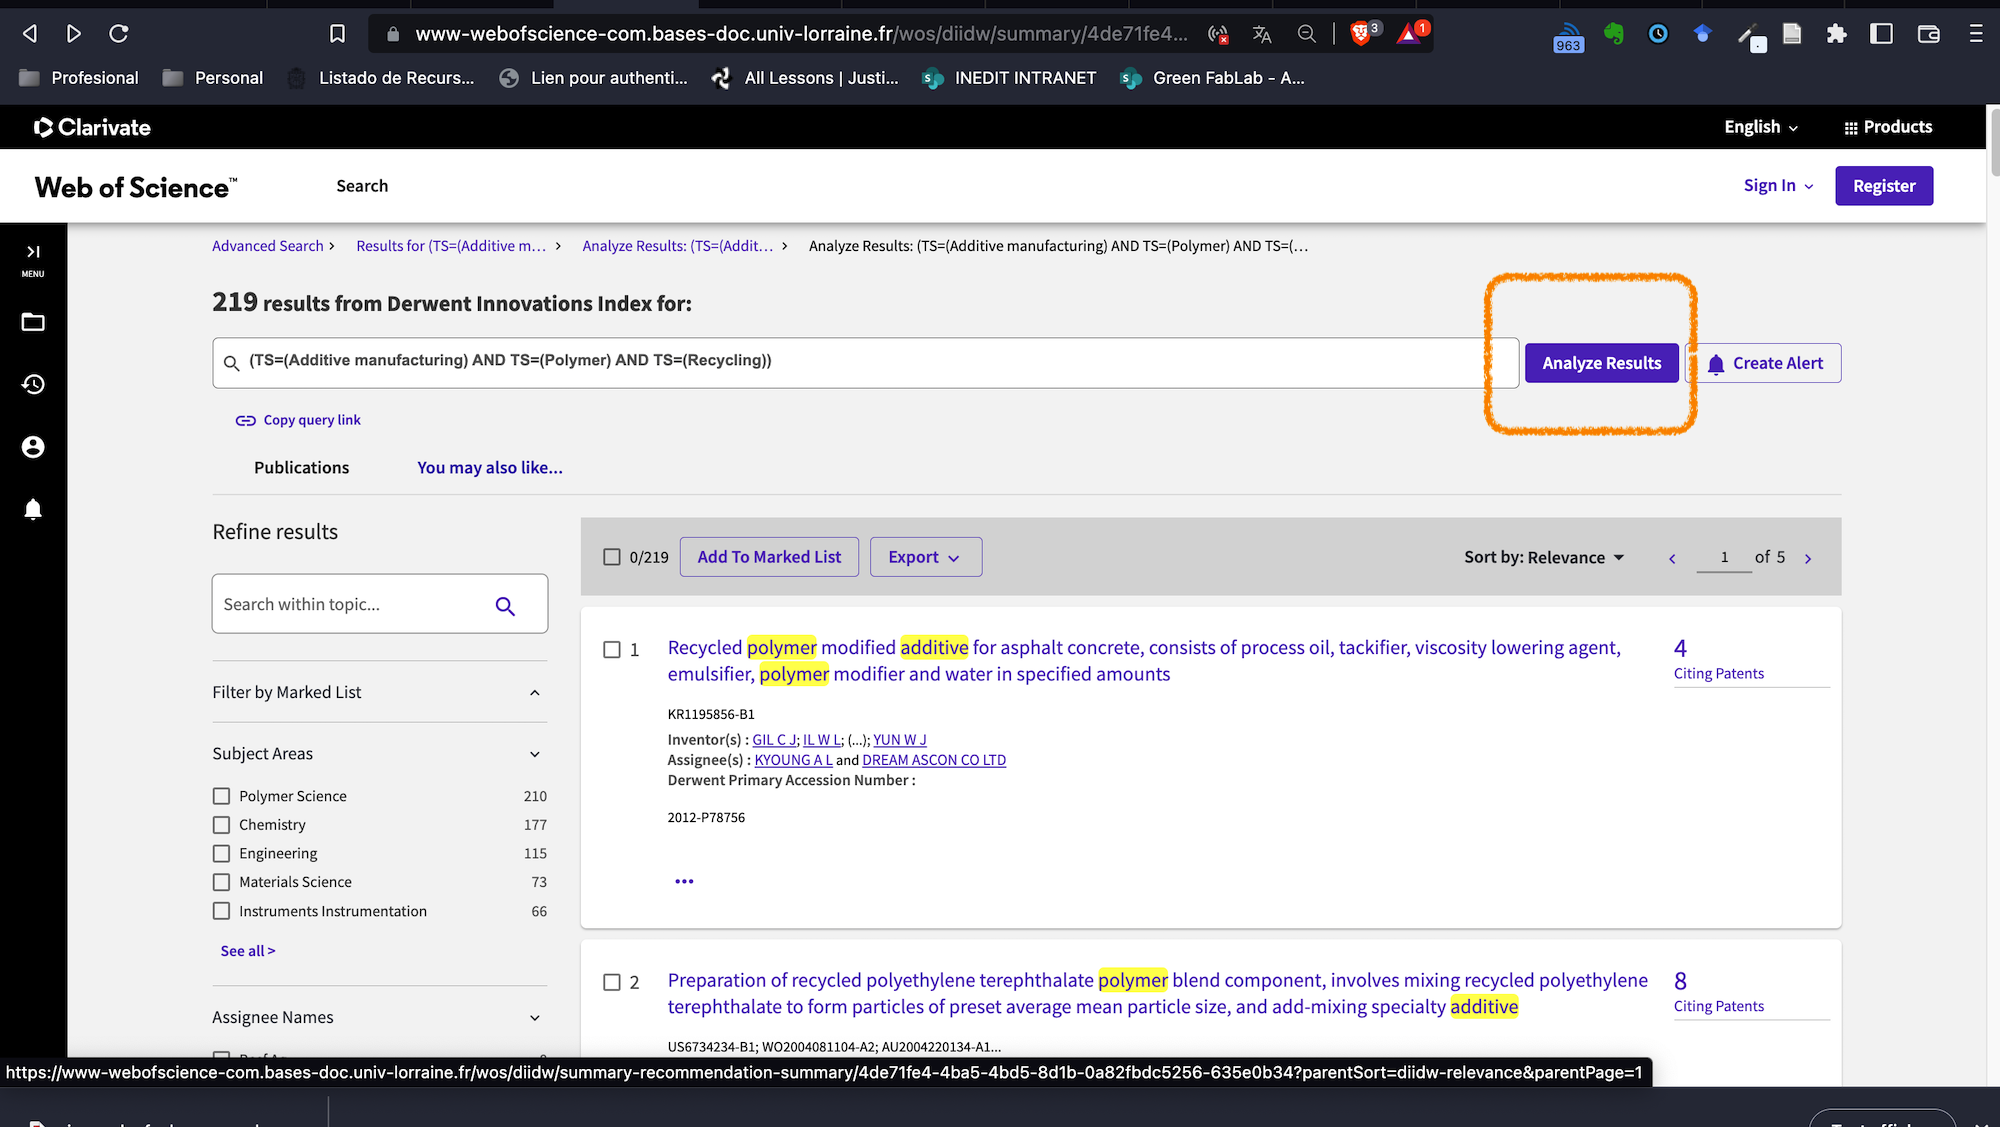 www-webofscience-com.bases-doc.univ-lorraine.fr/wos/diidw/summary/4de71fe4...
3
1
963
Profesional
Personal
Listado de Recurs...
Lien pour authenti...
All Lessons | Justi...
INEDIT INTRANET
Green FabLab - A...
Clarivate
English
Products
Web of Science™
Search
Sign In
Register
MENU
Advanced Search >
Results for (TS=(Additive m... >
Analyze Results: (TS=(Addit... >
Analyze Results: (TS=(Additive manufacturing) AND TS=(Polymer) AND TS=(...
219 results from Derwent Innovations Index for:
(TS=(Additive manufacturing) AND TS=(Polymer) AND TS=(Recycling))
Analyze Results
Create Alert
Copy query link
Publications
You may also like...
Refine results
Search within topic...
Filter by Marked List
Subject Areas
Polymer Science 210
Chemistry 177
Engineering 115
Materials Science 73
Instruments Instrumentation 66
See all >
Assignee Names
0/219
Add To Marked List
Export
Sort by: Relevance
1 of 5
1
Recycled polymer modified additive for asphalt concrete, consists of process oil, tackifier, viscosity lowering agent,
emulsifier, polymer modifier and water in specified amounts
4
Citing Patents
KR1195856-B1
Inventor(s) : GIL C J; IL W L; (...); YUN W J
Assignee(s) : KYOUNG A L and DREAM ASCON CO LTD
Derwent Primary Accession Number :
2012-P78756
...
2
Preparation of recycled polyethylene terephthalate polymer blend component, involves mixing recycled polyethylene
terephthalate to form particles of preset average mean particle size, and add-mixing specialty additive
8
Citing Patents
US6734234-B1; WO2004081104-A2; AU2004220134-A1...
https://www-webofscience-com.bases-doc.univ-lorraine.fr/wos/diidw/summary-recommendation-summary/4de71fe4-4ba5-4bd5-8d1b-0a82fbdc5256-635e0b34?parentSort=diidw-relevance&parentPage=1